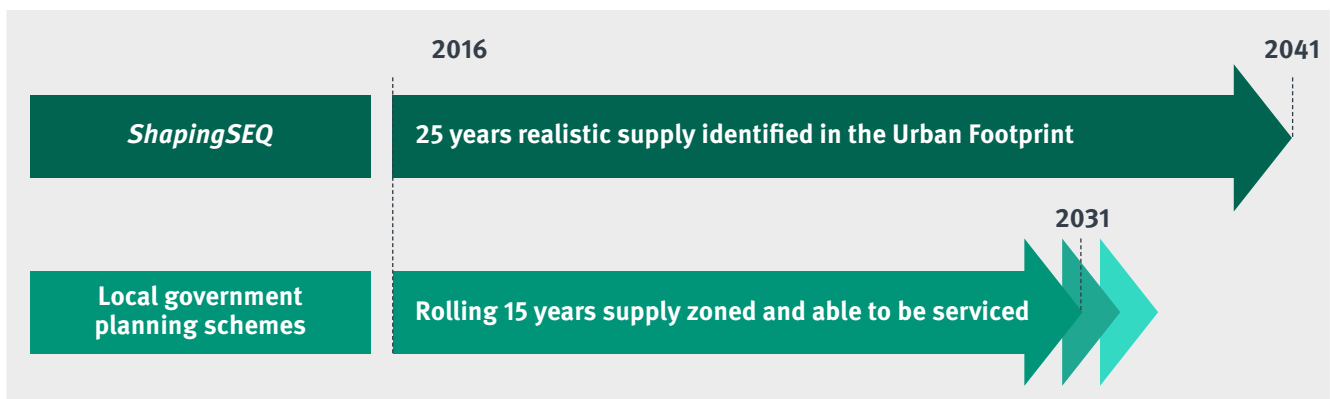 2016
2041
ShapingSEQ
25 years realistic supply identified in the Urban Footprint
2031
Local government
planning schemes
Rolling 15 years supply zoned and able to be serviced